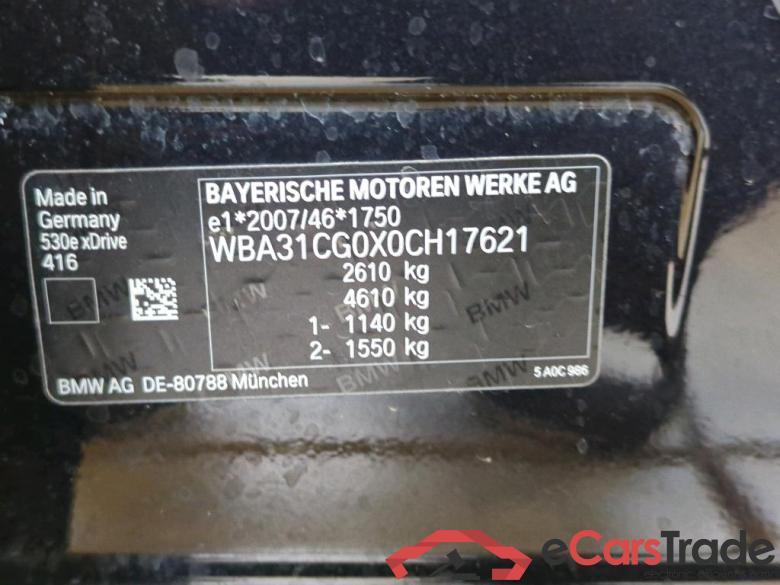 Made in
Germany
530e xDrive
416
BAYERISCHE MOTOREN WERKE AG
e1*2007/46*1750
WBA31CG0X0CH17621
2610 kg
4610 kg
1- 1140 kg
2- 1550 kg
BMW AG DE-80788 München
5 A0C 986
eCarsTrade